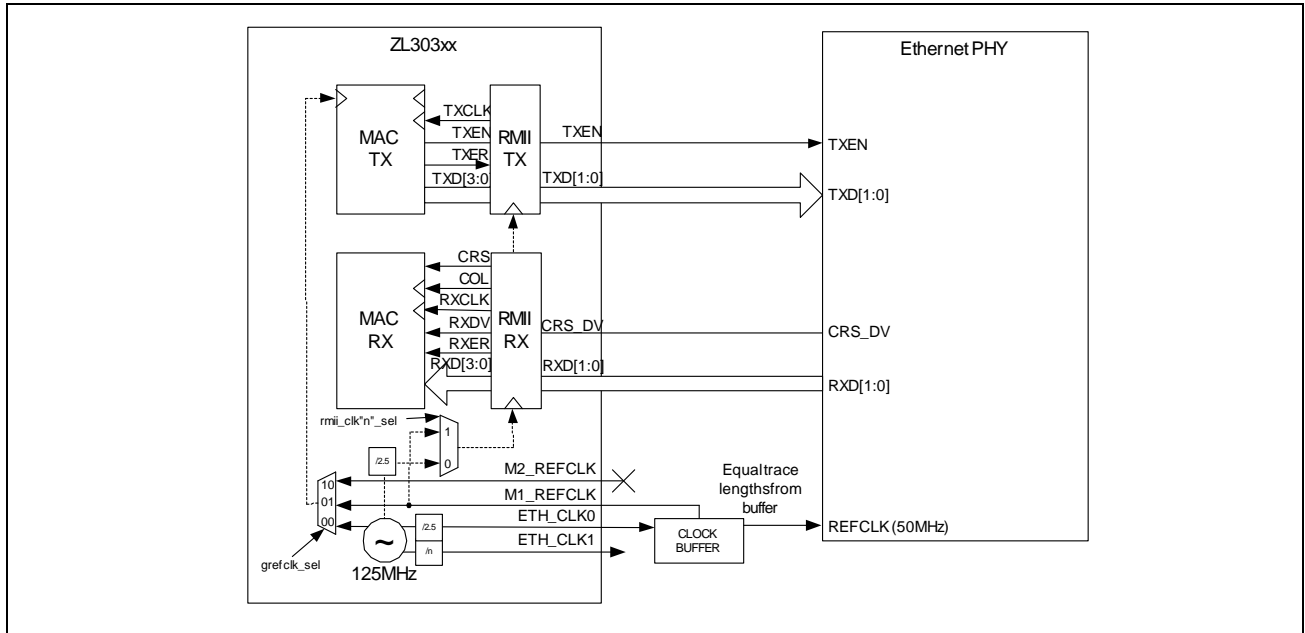 ZL303xx
Ethernet PHY
MAC
TX
TXCLK
TXEN
TXER
TXD[3:0]
RMII
TX
TXEN
TXD[1:0]
TXEN
TXD[1:0]
MAC
RX
CRS
COL
RXCLK
RXDV
RXER
RXD[3:0]
RMII
RX
CRS_DV
RXD[1:0]
CRS_DV
RXD[1:0]
rmii_clk"n"_sel
1
0
/2.5
10
01
00
M2_REFCLK
M1_REFCLK
ETH_CLK0
ETH_CLK1
/2.5
/n
~
125MHz
grefclk_sel
Equal trace
lengthsfrom
buffer
CLOCK
BUFFER
REFCLK (50MHz)